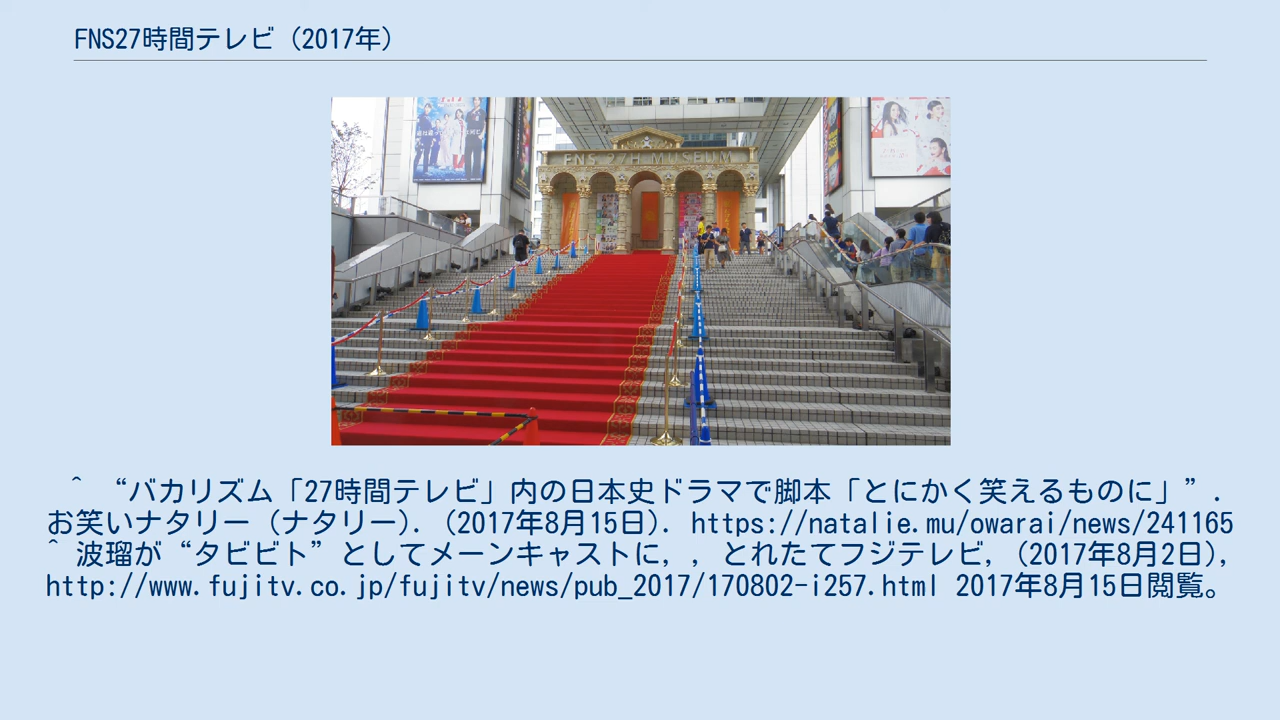 FNS27時間テレビ（2017年）
FNS 27H MUSEUM
^ “バカリズム「27時間テレビ」内の日本史ドラマで脚本「とにかく笑えるものに」”.
お笑いナタリー (ナタリー). (2017年8月15日). https://natalie.mu/owarai/news/241165
^ 波瑠が“タビビト”としてメーンキャストに, , とれたてフジテレビ, (2017年8月2日),
http://www.fujitv.co.jp/fujitv/news/pub_2017/170802-i257.html 2017年8月15日閲覧。